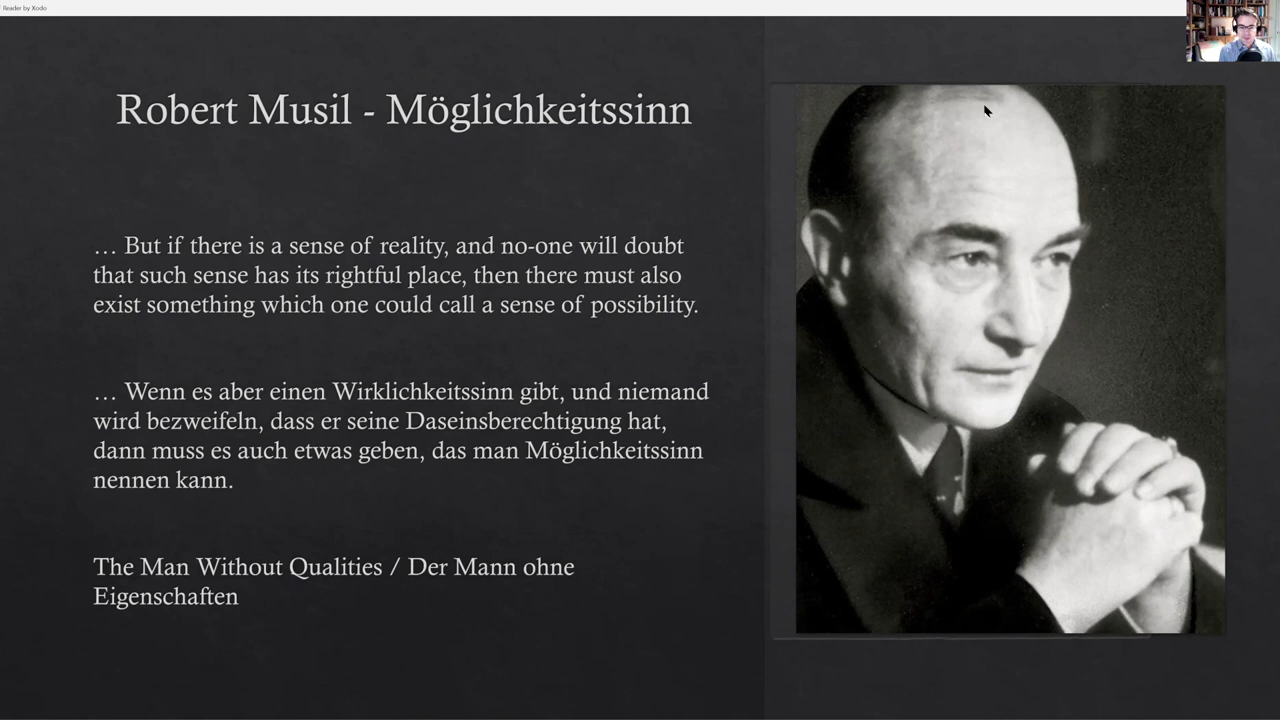 Reader by Xodo
Robert Musil - Möglichkeitssinn
… But if there is a sense of reality, and no-one will doubt
that such sense has its rightful place, then there must also
exist something which one could call a sense of possibility.
… Wenn es aber einen Wirklichkeitssinn gibt, und niemand
wird bezweifeln, dass er seine Daseinsberechtigung hat,
dann muss es auch etwas geben, das man Möglichkeitssinn
nennen kann.
The Man Without Qualities / Der Mann ohne
Eigenschaften